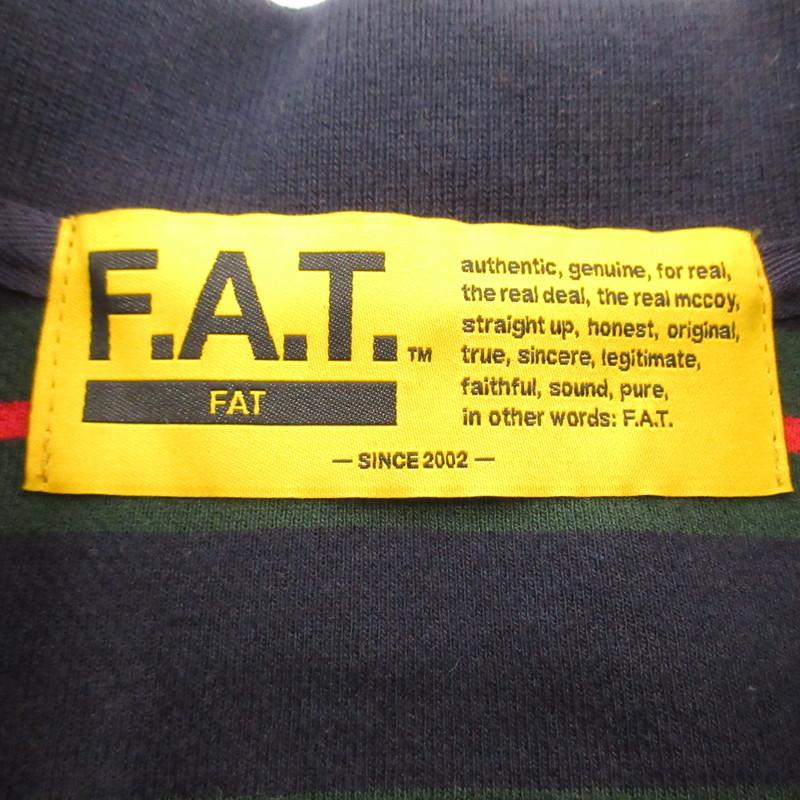 F.A.T.™
FAT
authentic, genuine, for real,
the real deal, the real mccoy,
straight up, honest, original,
true, sincere, legitimate,
faithful, sound, pure,
in other words: F.A.T.
— SINCE 2002 —